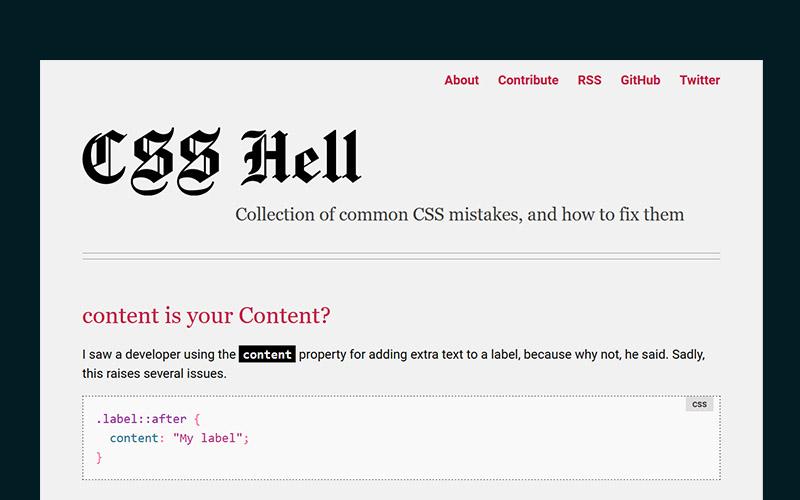 About Contribute RSS GitHub Twitter
CSS Hell
Collection of common CSS mistakes, and how to fix them
content is your Content?
I saw a developer using the content property for adding extra text to a label, because why not, he said. Sadly,
this raises several issues.
CSS
.label::after {
  content: "My label";
}